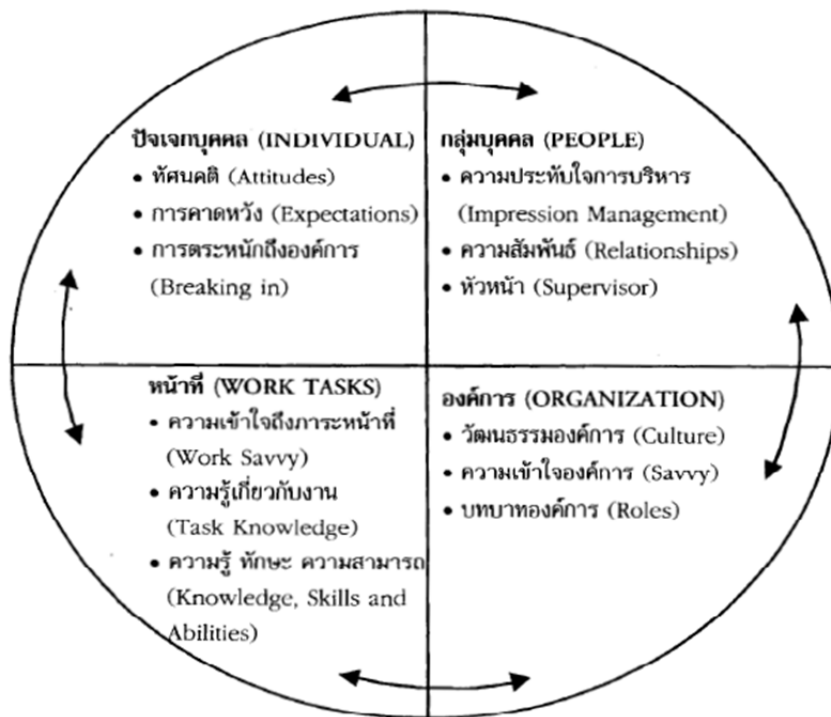 ปัจเจกบุคคล (INDIVIDUAL)
• ทัศนคติ (Attitudes)
• การคาดหวัง (Expectations)
• การตระหนักถึงองค์การ
(Breaking in)
กลุ่มบุคคล (PEOPLE)
• ความประทับใจการบริหาร
(Impression Management)
• ความสัมพันธ์ (Relationships)
• หัวหน้า (Supervisor)
หน้าที่ (WORK TASKS)
• ความเข้าใจถึงภาระหน้าที่
(Work Savvy)
• ความรู้เกี่ยวกับงาน
(Task Knowledge)
• ความรู้ ทักษะ ความสามารถ
(Knowledge, Skills and
Abilities)
องค์การ (ORGANIZATION)
• วัฒนธรรมองค์การ (Culture)
• ความเข้าใจองค์การ (Savvy)
• บทบาทองค์การ (Roles)